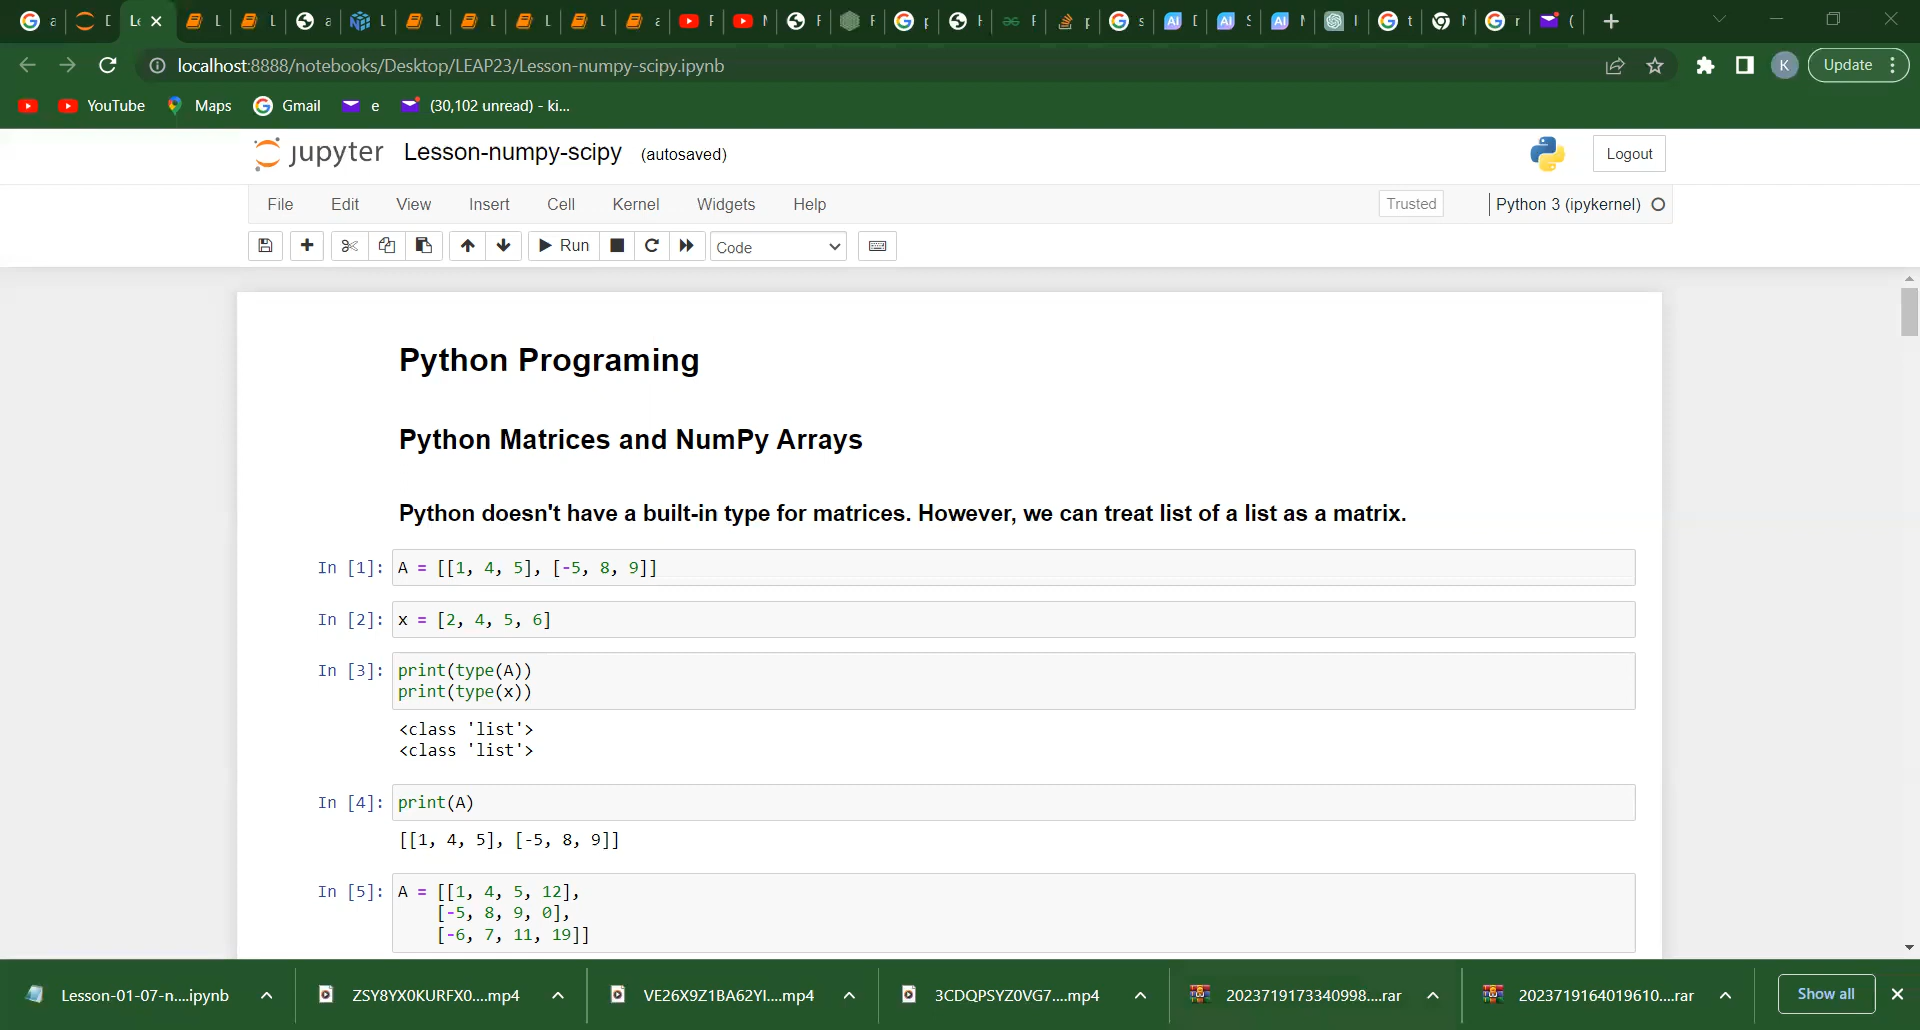 localhost:8888/notebooks/Desktop/LEAP23/Lesson-numpy-scipy.ipynb
K
Update
YouTube
Maps
Gmail
e
(30,102 unread) - ki...
jupyter Lesson-numpy-scipy (autosaved)
Logout
File Edit View Insert Cell Kernel Widgets Help
Trusted
Python 3 (ipykernel)
Run
Code
Python Programing
Python Matrices and NumPy Arrays
Python doesn't have a built-in type for matrices. However, we can treat list of a list as a matrix.
In [1]: A = [[1, 4, 5], [-5, 8, 9]]
In [2]: x = [2, 4, 5, 6]
In [3]: print(type(A))
print(type(x))
<class 'list'>
<class 'list'>
In [4]: print(A)
[[1, 4, 5], [-5, 8, 9]]
In [5]: A = [[1, 4, 5, 12],
[-5, 8, 9, 0],
[-6, 7, 11, 19]]
Lesson-01-07-n....ipynb
ZSY8YX0KURFX0....mp4
VE26X9Z1BA62YI....mp4
3CDQPSYZ0VG7....mp4
2023719173340998....rar
2023719164019610....rar
Show all